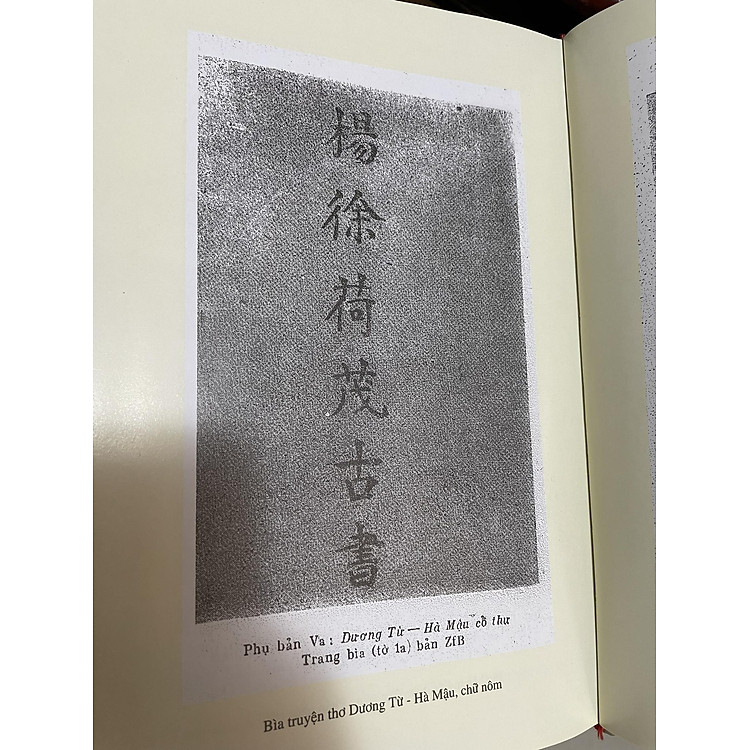 楊徐荷茂古書
Phụ bản Va: Dương Từ — Hà Mậu cổ thư
Trang bìa (tờ 1a) bản ZfB
Bìa truyện thơ Dương Từ - Hà Mậu, chữ nôm